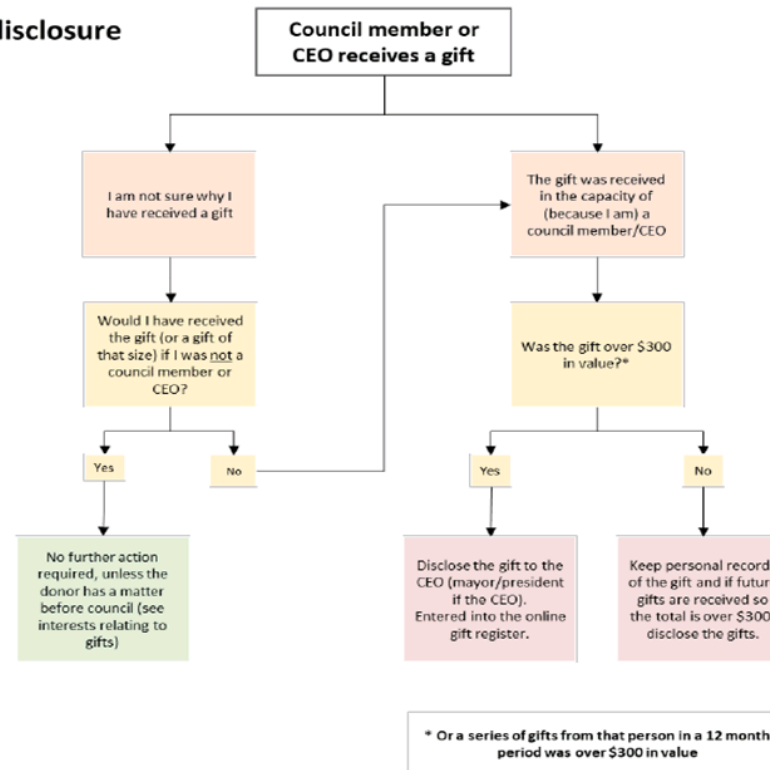 disclosure
Council member or
CEO receives a gift
I am not sure why I
have received a gift
The gift was received
in the capacity of
(because I am) a
council member/CEO
Would I have received
the gift (or a gift of
that size) if I was not a
council member or
CEO?
Was the gift over $300
in value?*
Yes
No
Yes
No
No further action
required, unless the
donor has a matter
before council (see
interests relating to
gifts)
Disclose the gift to the
CEO (mayor/president
if the CEO).
Entered into the online
gift register.
Keep personal record
of the gift and if futur
gifts are received so
the total is over $300
disclose the gifts.
* Or a series of gifts from that person in a 12 month
period was over $300 in value